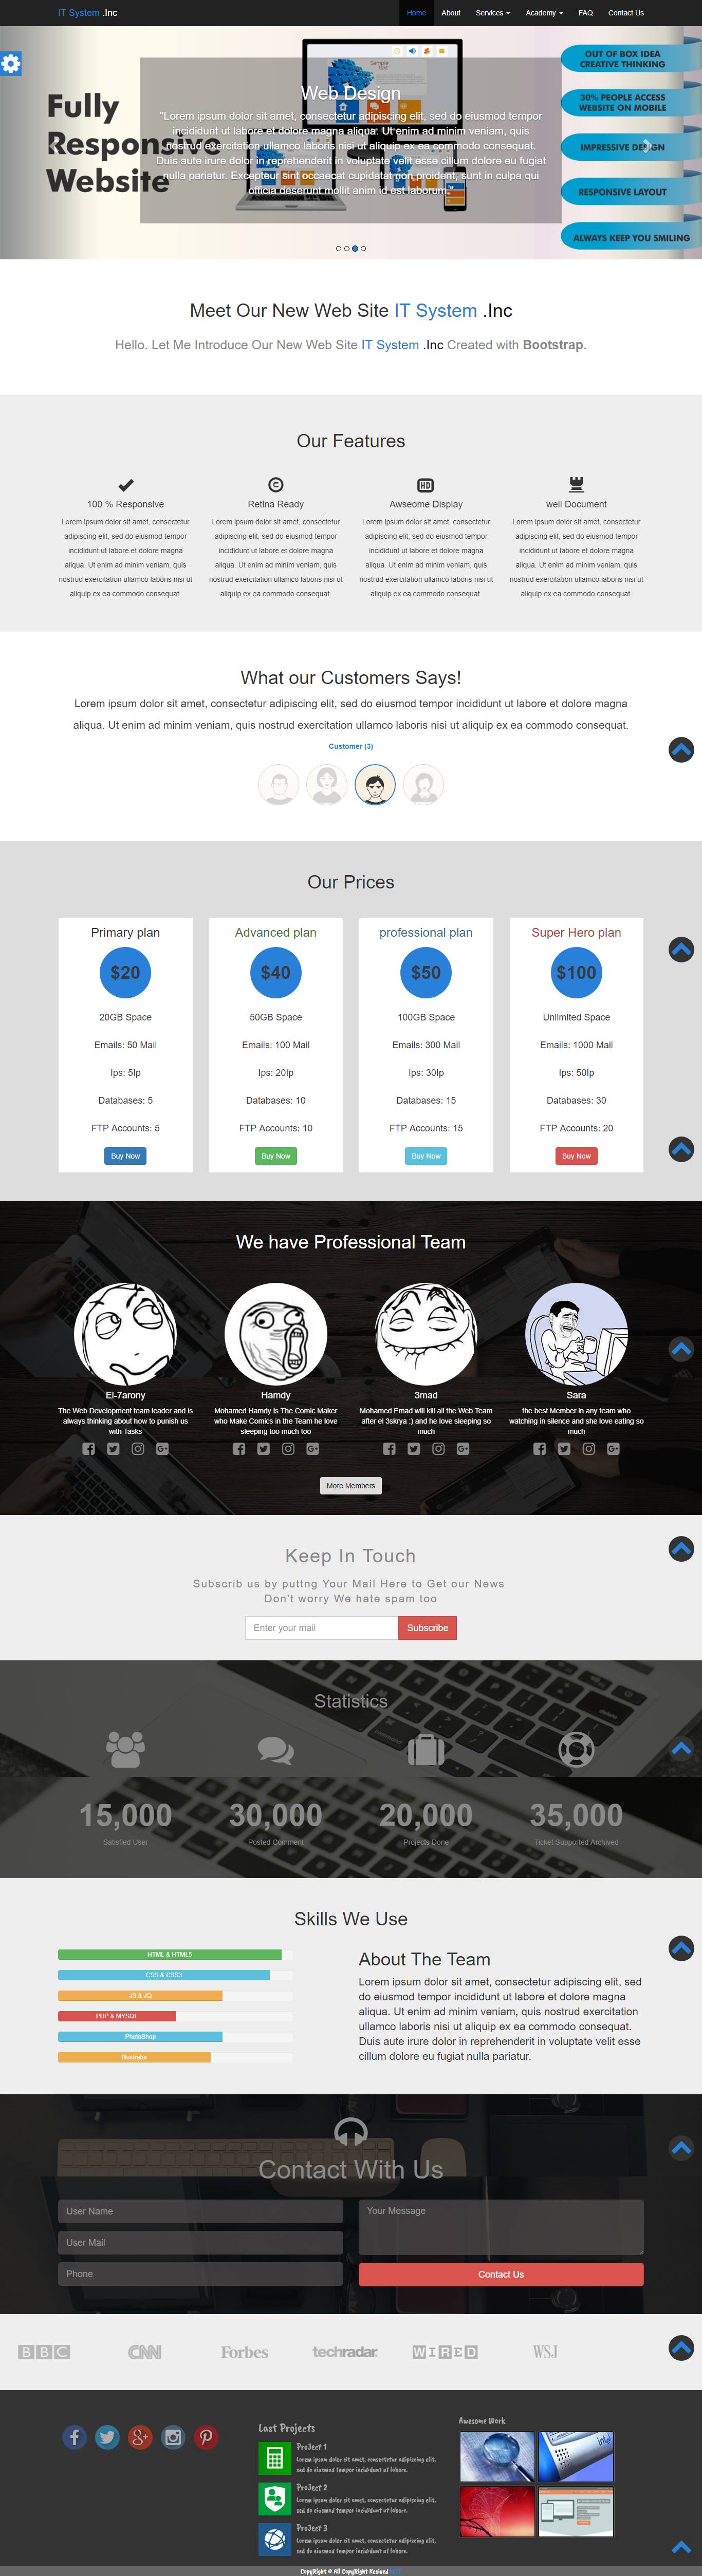 IT System .Inc
Home About Services Academy FAQ Contact Us
Fully
Responsive
Website
Web Design
"Lorem ipsum dolor sit amet, consectetur adipiscing elit, sed do eiusmod tempor
incididunt ut labore et dolore magna aliqua. Ut enim ad minim veniam, quis
nostrud exercitation ullamco laboris nisi ut aliquip ex ea commodo consequat.
Duis aute irure dolor in reprehenderit in voluptate velit esse cillum dolore eu fugiat
nulla pariatur. Excepteur sint occaecat cupidatat non proident, sunt in culpa qui
officia deserunt mollit anim id est laborum."
OUT OF BOX IDEA
CREATIVE THINKING
30% PEOPLE ACCESS
WEBSITE ON MOBILE
IMPRESSIVE DESIGN
RESPONSIVE LAYOUT
ALWAYS KEEP YOU SMILING
Meet Our New Web Site IT System .Inc
Hello. Let Me Introduce Our New Web Site IT System .Inc Created with Bootstrap.
Our Features
100 % Responsive
Lorem ipsum dolor sit amet, consectetur
adipiscing elit, sed do eiusmod tempor
incididunt ut labore et dolore magna
aliqua. Ut enim ad minim veniam, quis
nostrud exercitation ullamco laboris nisi ut
aliquip ex ea commodo consequat.
Retina Ready
Lorem ipsum dolor sit amet, consectetur
adipiscing elit, sed do eiusmod tempor
incididunt ut labore et dolore magna
aliqua. Ut enim ad minim veniam, quis
nostrud exercitation ullamco laboris nisi ut
aliquip ex ea commodo consequat.
HD
Awseome Display
Lorem ipsum dolor sit amet, consectetur
adipiscing elit, sed do eiusmod tempor
incididunt ut labore et dolore magna
aliqua. Ut enim ad minim veniam, quis
nostrud exercitation ullamco laboris nisi ut
aliquip ex ea commodo consequat.
well Document
Lorem ipsum dolor sit amet, consectetur
adipiscing elit, sed do eiusmod tempor
incididunt ut labore et dolore magna
aliqua. Ut enim ad minim veniam, quis
nostrud exercitation ullamco laboris nisi ut
aliquip ex ea commodo consequat.
What our Customers Says!
Lorem ipsum dolor sit amet, consectetur adipiscing elit, sed do eiusmod tempor incididunt ut labore et dolore magna
aliqua. Ut enim ad minim veniam, quis nostrud exercitation ullamco laboris nisi ut aliquip ex ea commodo consequat.
Customer (3)
Our Prices
Primary plan
$20
20GB Space
Emails: 50 Mail
Ips: 5Ip
Databases: 5
FTP Accounts: 5
Buy Now
Advanced plan
$40
50GB Space
Emails: 100 Mail
Ips: 20Ip
Databases: 10
FTP Accounts: 10
Buy Now
professional plan
$50
100GB Space
Emails: 300 Mail
Ips: 30Ip
Databases: 15
FTP Accounts: 15
Buy Now
Super Hero plan
$100
Unlimited Space
Emails: 1000 Mail
Ips: 50Ip
Databases: 30
FTP Accounts: 20
Buy Now
We have Professional Team
El-7arony
The Web Development team leader and is
always thinking about how to punish us
with Tasks
Hamdy
Mohamed Hamdy is The Comic Maker
who Make Comics in the Team he love
sleeping too much too
3mad
Mohamed Emad will kill all the Web Team
after el 3skrya :) and he love sleeping so
much
Sara
the best Member in any team who
watching in silence and she love eating so
much
More Members
Keep In Touch
Subscrib us by puttng Your Mail Here to Get our News
Don't worry We hate spam too
Enter your mail Subscribe
Statistics
15,000 30,000 20,000 35,000
Satisfied User Posted Comment Projects Done Ticket Supported Archived
Skills We Use
HTML & HTML5
CSS & CSS3
JS & JQ
PHP & MYSQL
PhotoShop
Illustrator
About The Team
Lorem ipsum dolor sit amet, consectetur adipiscing elit, sed
do eiusmod tempor incididunt ut labore et dolore magna
aliqua. Ut enim ad minim veniam, quis nostrud exercitation
ullamco laboris nisi ut aliquip ex ea commodo consequat.
Duis aute irure dolor in reprehenderit in voluptate velit esse
cillum dolore eu fugiat nulla pariatur.
Contact With Us
User Name
User Mail
Phone
Your Message
Contact Us
BBC CNN Forbes techradar. WIRED WSJ
Last Projects
Project 1
Lorem ipsum dolor sit amet, consectetur adipiscing elit,
sed do eiusmod tempor incididunt ut labore.
Project 2
Lorem ipsum dolor sit amet, consectetur adipiscing elit,
sed do eiusmod tempor incididunt ut labore.
Project 3
Lorem ipsum dolor sit amet, consectetur adipiscing elit,
sed do eiusmod tempor incididunt ut labore.
Awesome Work
intel
CopyRight © All CopyRight Resived